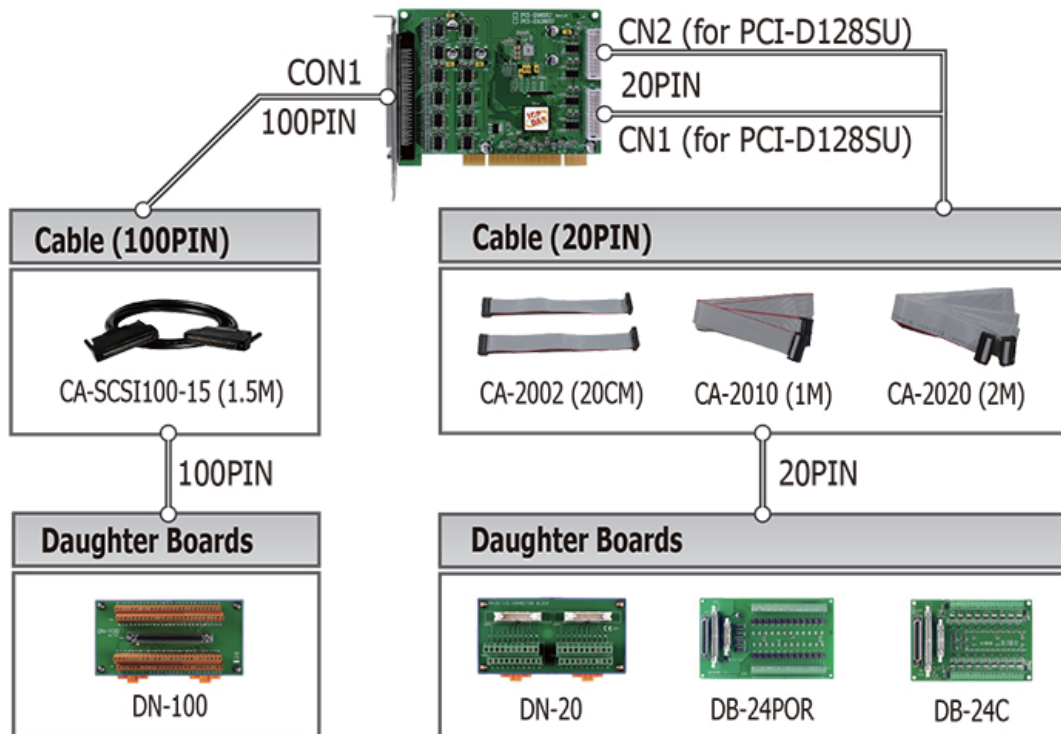 CN2 (for PCI-D128SU)
CON1
20PIN
100PIN
CN1 (for PCI-D128SU)
Cable (100PIN)
CA-SCSI100-15 (1.5M)
100PIN
Daughter Boards
DN-100
Cable (20PIN)
CA-2002 (20CM)
CA-2010 (1M)
CA-2020 (2M)
20PIN
Daughter Boards
DN-20
DB-24POR
DB-24C